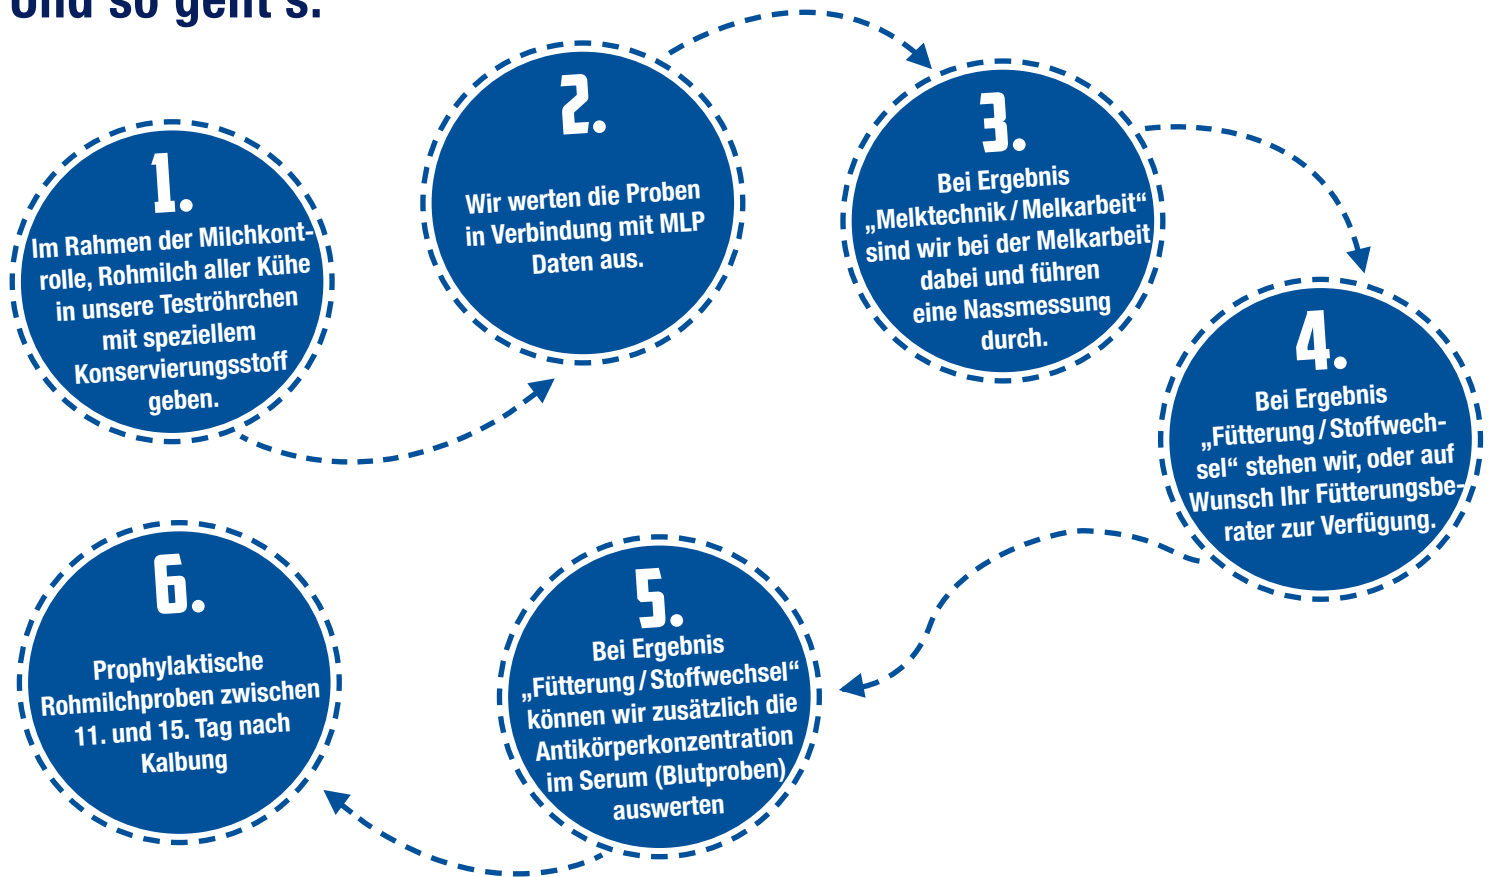 Und so geht's:
1.
Im Rahmen der Milchkont-
rolle, Rohmilch aller Kühe
in unsere Teströhrchen
mit speziellem
Konservierungsstoff
geben.
2.
Wir werten die Proben
in Verbindung mit MLP
Daten aus.
3.
Bei Ergebnis
„Melktechnik / Melkarbeit“
sind wir bei der Melkarbeit
dabei und führen
eine Nassmessung
durch.
4.
Bei Ergebnis
„Fütterung / Stoffwech-
sel“ stehen wir, oder auf
Wunsch Ihr Fütterungsbe-
rater zur Verfügung.
5.
Bei Ergebnis
„Fütterung / Stoffwechsel“
können wir zusätzlich die
Antikörperkonzentration
im Serum (Blutproben)
auswerten
6.
Prophylaktische
Rohmilchproben zwischen
11. und 15. Tag nach
Kalbung